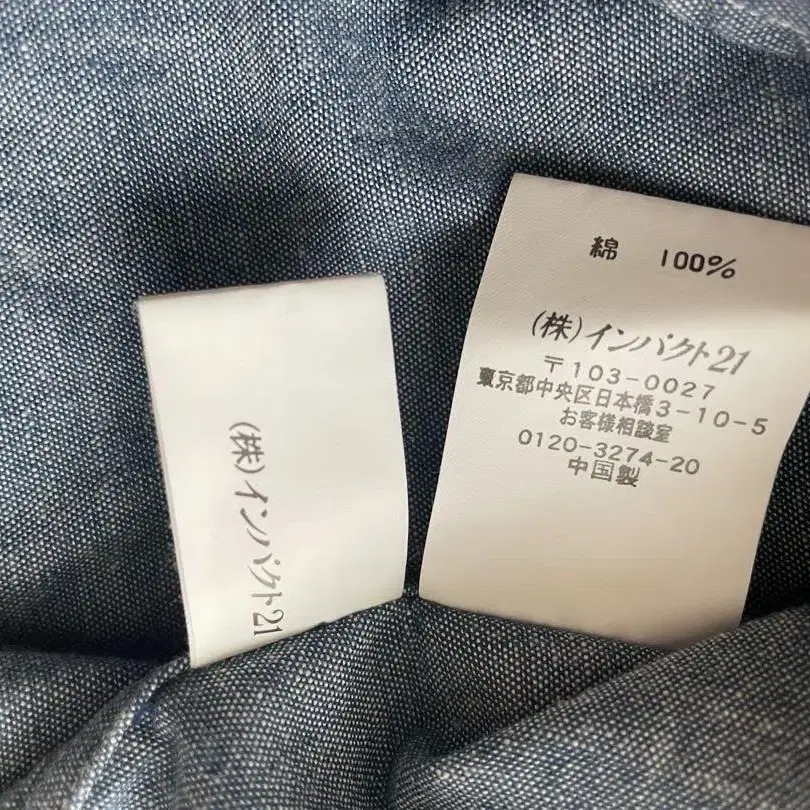 (株)インパクト21
綿 100%
(株)インパクト21
〒103-0027
東京都中央区日本橋3-10-5
お客様相談室
0120-3274-20
中国製